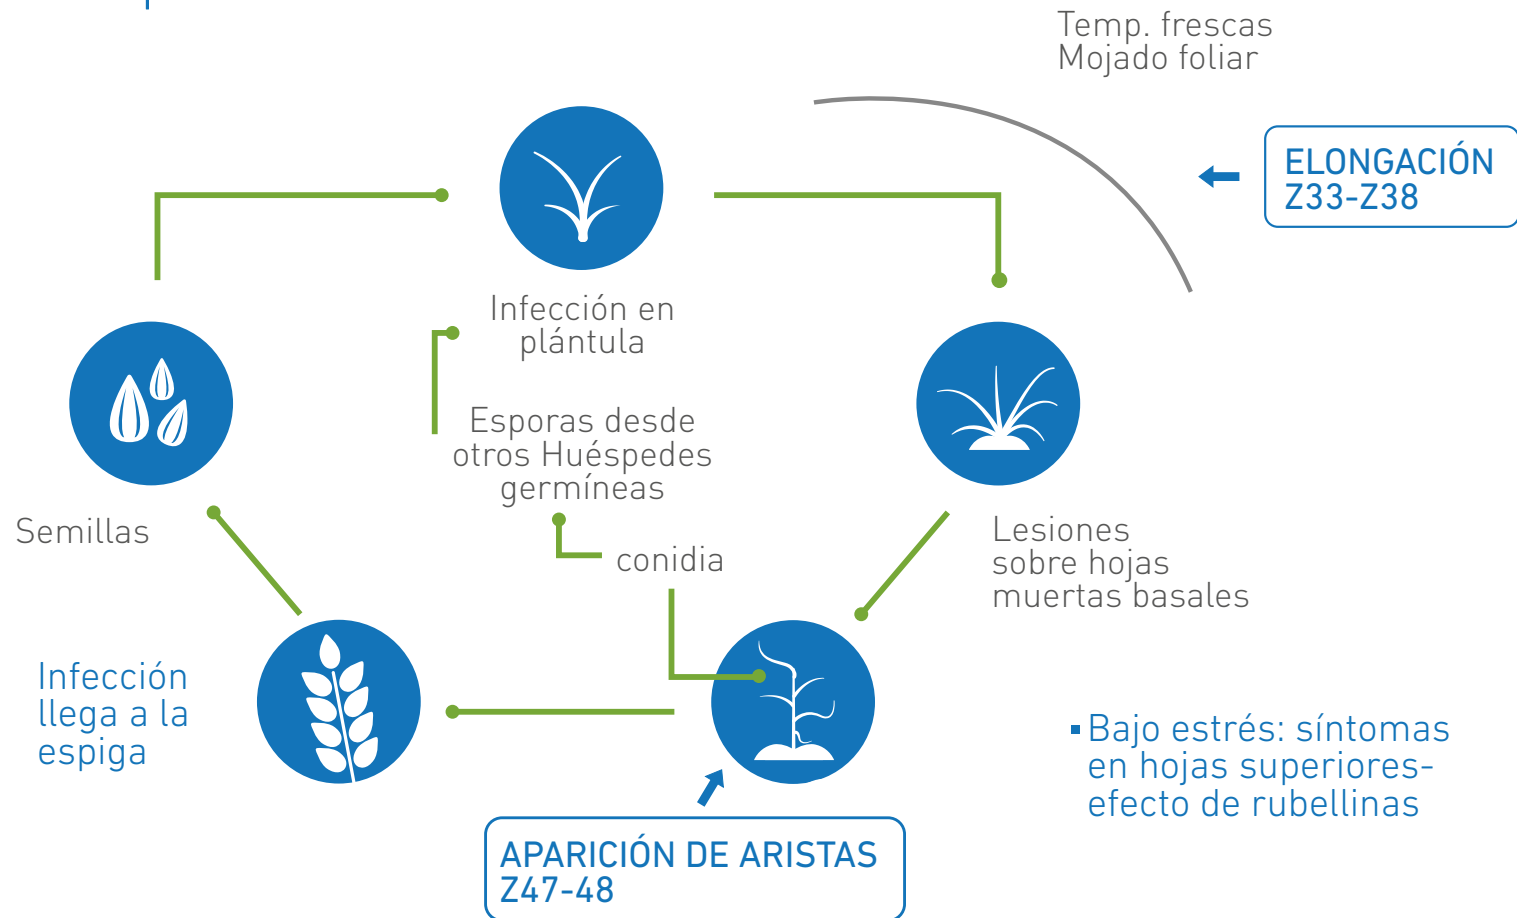 Temp. frescas
Mojado foliar
ELONGACIÓN
Z33-Z38
Infección en
plántula
Esporas desde
otros Huéspedes
germíneas
Semillas
conidia
Lesiones
sobre hojas
muertas basales
Infección
llega a la
espiga
Bajo estrés: síntomas
en hojas superiores-
efecto de rubellinas
APARICIÓN DE ARISTAS
Z47-48